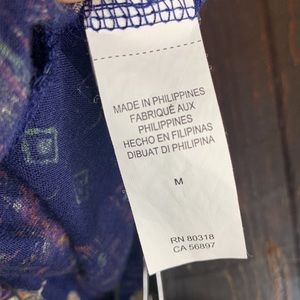 MADE IN PHILIPPINES
FABRIQUÉ AUX
PHILIPPINES
HECHO EN FILIPINAS
DIBUAT DI PHILIPINA
M
RN 80318
CA 56897